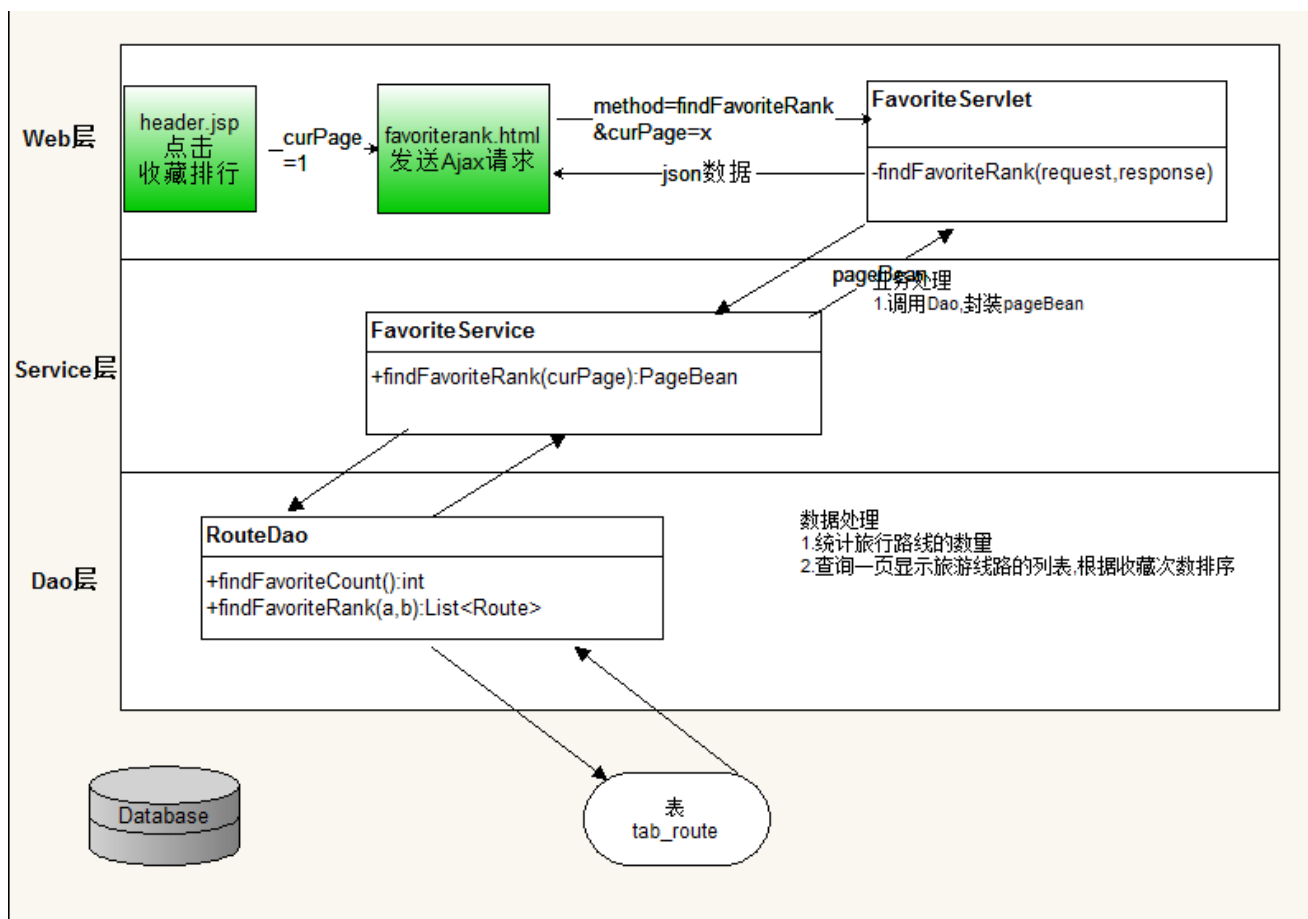 Web层
header.jsp
点击
收藏排行
_curPage
=1
favoriterank.html
发送Ajax请求
method=findFavoriteRank
&curPage=x
json数据
FavoriteServlet
-findFavoriteRank(request,response)
pageBean
业务处理
1.调用Dao,封装pageBean
Service层
FavoriteService
+findFavoriteRank(curPage):PageBean
Dao层
RouteDao
+findFavoriteCount():int
+findFavoriteRank(a,b):List<Route>
数据处理
1.统计旅行路线的数量
2.查询一页显示旅游线路的列表,根据收藏次数排序
Database
表
tab_route